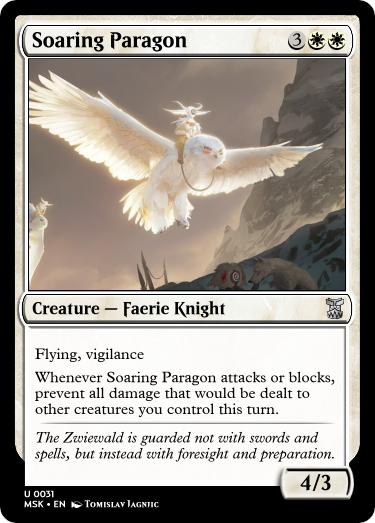 Soaring Paragon 3
Creature — Faerie Knight
Flying, vigilance
Whenever Soaring Paragon attacks or blocks,
prevent all damage that would be dealt to
other creatures you control this turn.
The Zwiewald is guarded not with swords and
spells, but instead with foresight and preparation.
4/3
U 0031
MSK • EN Tomislav Jagnjic